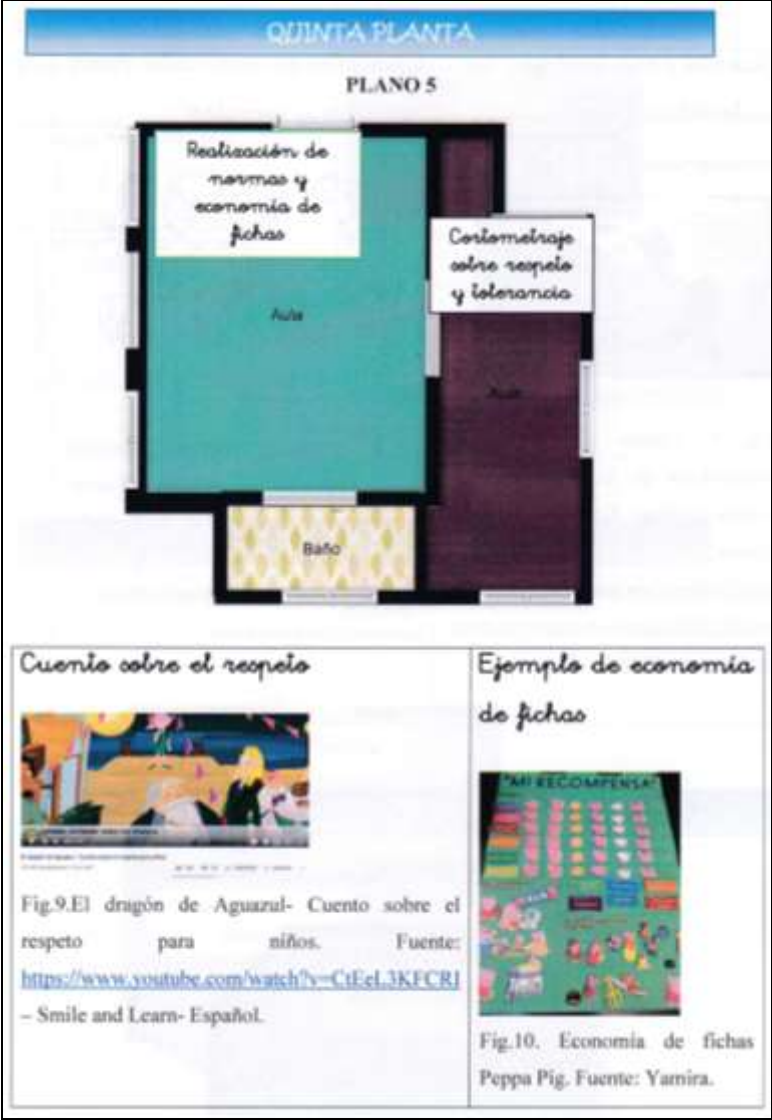 QUINTA PLANTA
PLANO 5
Realización de
normas y
economía de
fichas
Cortometraje
sobre respeto
y tolerancia
Aula
Aula
Baño
Cuento sobre el respeto
Fig.9.El dragón de Aguazul- Cuento sobre el
respeto para niños. Fuente:
https://www.youtube.com/watch?v=CtEeL3KFCRI
– Smile and Learn- Español.
Ejemplo de economía
de fichas
"MI RECOMPENSA"
Fig.10. Economía de fichas
Peppa Pig. Fuente: Yamira.